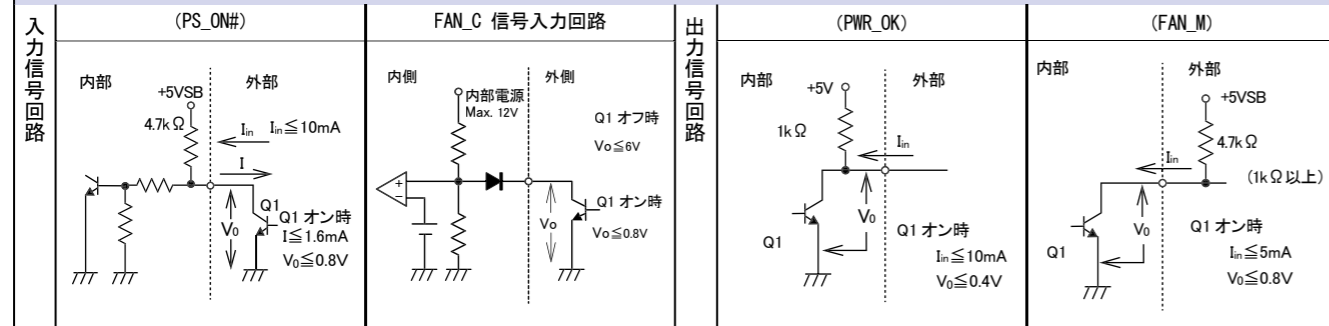 入力信号回路
(PS_ON#)
内部
外部
+5VSB
4.7kΩ
Iin
Iin≦10mA
I
V0
Q1
Q1 オン時
I≦1.6mA
V0≦0.8V
FAN_C 信号入力回路
内側
外側
内部電源
Max. 12V
Q1 オフ時
Vo≦6V
+
−
Vo
Q1 オン時
Vo≦0.8V
出力信号回路
(PWR_OK)
内部
外部
+5V
1kΩ
Iin
V0
Q1
Q1 オン時
Iin≦10mA
V0≦0.4V
(FAN_M)
内部
外部
+5VSB
4.7kΩ
Iin
(1kΩ以上)
V0
Q1
Q1 オン時
Iin≦5mA
V0≦0.8V